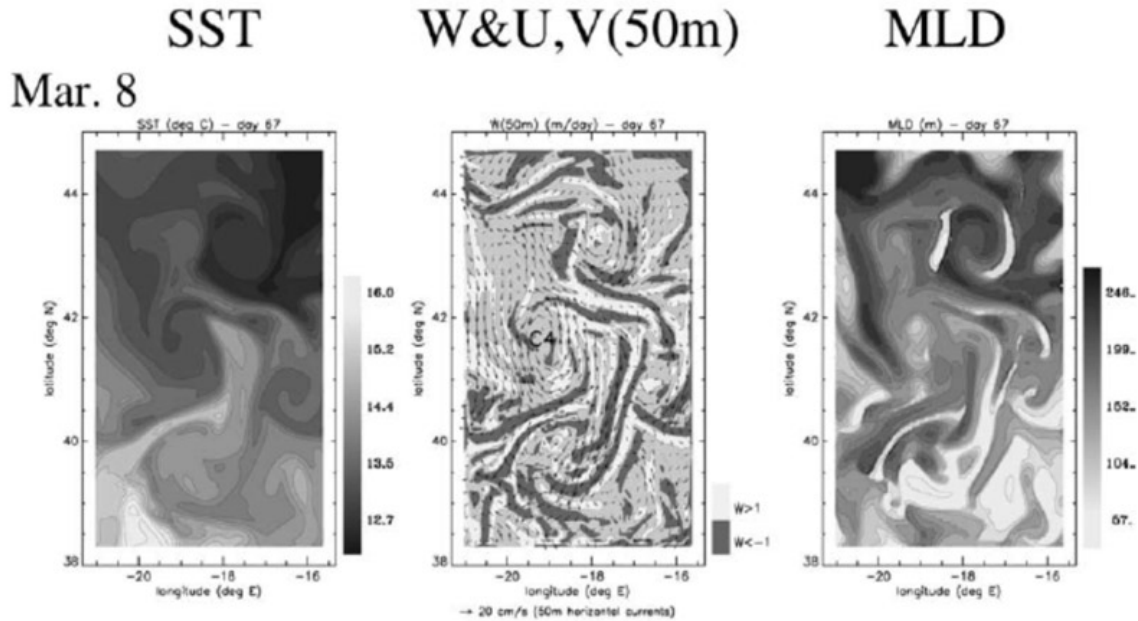 SST W&U,V(50m) MLD
Mar. 8
SST (deg C) – day 67
W(50m) (m/day) – day 67
MLD (m) – day 67
latitude (deg N)
44
42
40
38
-20 -18 -16
longitude (deg E)
16.0
15.2
14.4
13.5
12.7
latitude (deg N)
44
42
40
38
C4
-20 -18 -16
longitude (deg E)
→ 20 cm/s (50m horizontal currents)
W>1
W<-1
latitude (deg N)
44
42
40
38
-20 -18 -16
longitude (deg E)
246..
199..
152..
104..
57..